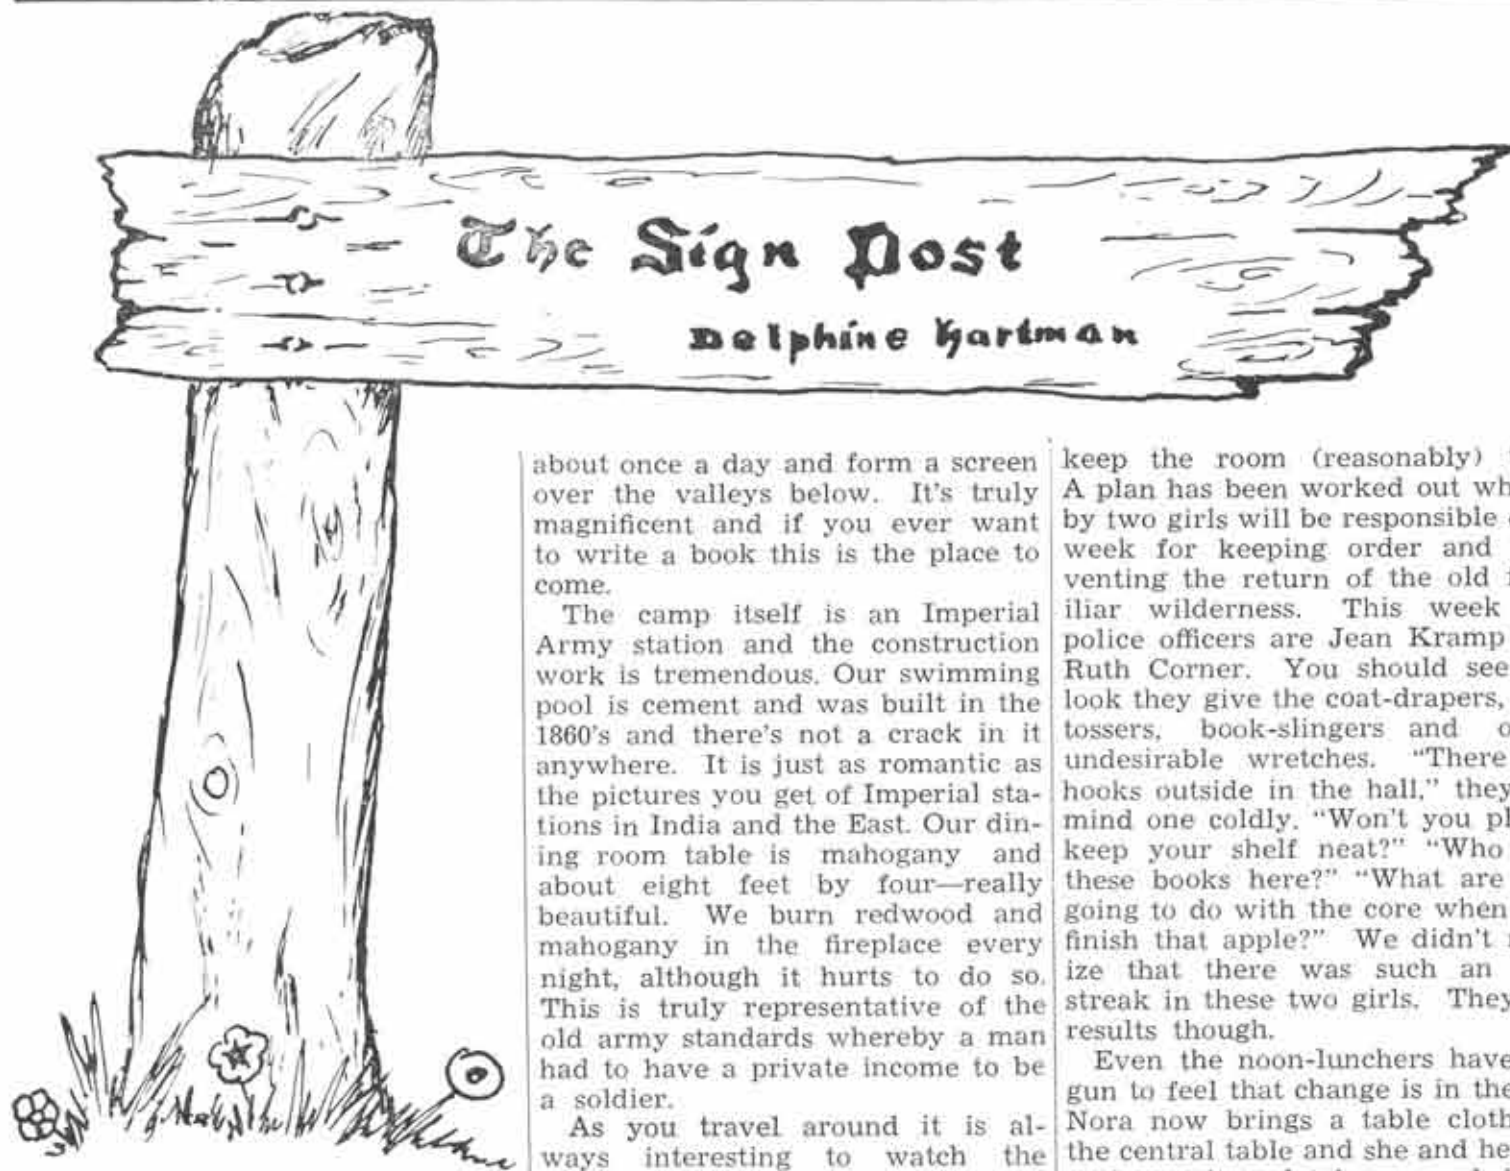 The Sign Post
Delphine Hartman
about once a day and form a screen
over the valleys below. It's truly
magnificent and if you ever want
to write a book this is the place to
come.
The camp itself is an Imperial
Army station and the construction
work is tremendous. Our swimming
pool is cement and was built in the
1860's and there's not a crack in it
anywhere. It is just as romantic as
the pictures you get of Imperial sta-
tions in India and the East. Our din-
ing room table is mahogany and
about eight feet by four—really
beautiful. We burn redwood and
mahogany in the fireplace every
night, although it hurts to do so.
This is truly representative of the
old army standards whereby a man
had to have a private income to be
a soldier.
As you travel around it is al-
ways interesting to watch the
keep the room (reasonably)
A plan has been worked out wh
by two girls will be responsible
week for keeping order and
venting the return of the old
iliar wilderness. This week
police officers are Jean Kramp
Ruth Corner. You should see
look they give the coat-drapers,
tossers, book-slingers and o
undesirable wretches. "There
hooks outside in the hall," they
mind one coldly. "Won't you pl
keep your shelf neat?" "Who
these books here?" "What are
going to do with the core when
finish that apple?" We didn't
ize that there was such an
streak in these two girls. They
results though.
Even the noon-lunchers have
gun to feel that change is in the
Nora now brings a table cloth
the central table and she and he